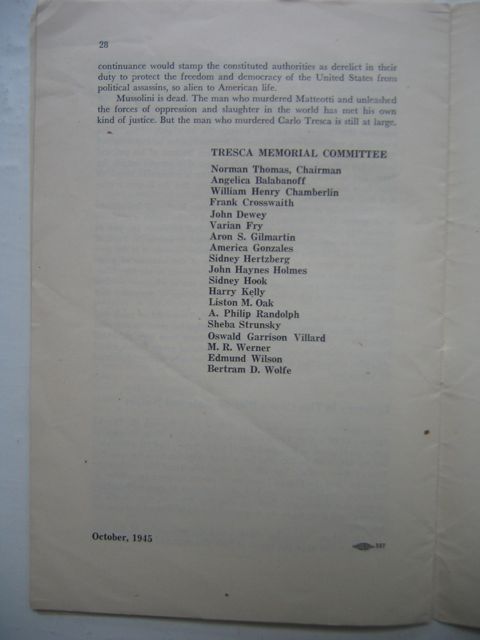 28
continuance would stamp the constituted authorities as derelict in their
duty to protect the freedom and democracy of the United States from
political assassins, so alien to American life.
Mussolini is dead. The man who murdered Matteotti and unleashed
the forces of oppression and slaughter in the world has met his own
kind of justice. But the man who murdered Carlo Tresca is still at large.
TRESCA MEMORIAL COMMITTEE
Norman Thomas, Chairman
Angelica Balabanoff
William Henry Chamberlin
Frank Crosswaith
John Dewey
Varian Fry
Aron S. Gilmartin
America Gonzales
Sidney Hertzberg
John Haynes Holmes
Sidney Hook
Harry Kelly
Liston M. Oak
A. Philip Randolph
Sheba Strunsky
Oswald Garrison Villard
M. R. Werner
Edmund Wilson
Bertram D. Wolfe
October, 1945